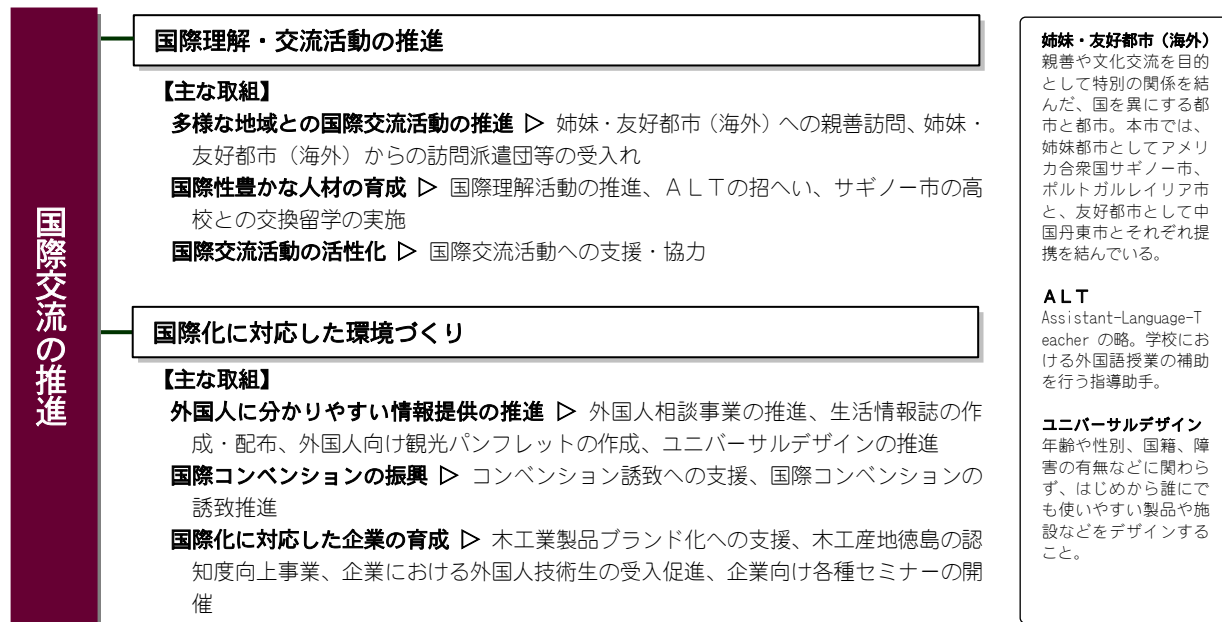 国際交流の推進
国際理解・交流活動の推進
【主な取組】
多様な地域との国際交流活動の推進 ▷ 姉妹・友好都市（海外）への親善訪問、姉妹・
友好都市（海外）からの訪問派遣団等の受入れ
国際性豊かな人材の育成 ▷ 国際理解活動の推進、ＡＬＴの招へい、サギノー市の高
校との交換留学の実施
国際交流活動の活性化 ▷ 国際交流活動への支援・協力
国際化に対応した環境づくり
【主な取組】
外国人に分かりやすい情報提供の推進 ▷ 外国人相談事業の推進、生活情報誌の作
成・配布、外国人向け観光パンフレットの作成、ユニバーサルデザインの推進
国際コンベンションの振興 ▷ コンベンション誘致への支援、国際コンベンションの
誘致推進
国際化に対応した企業の育成 ▷ 木工業製品ブランド化への支援、木工産地徳島の認
知度向上事業、企業における外国人技術生の受入促進、企業向け各種セミナーの開
催
姉妹・友好都市（海外）
親善や文化交流を目的
として特別の関係を結
んだ、国を異にする都
市と都市。本市では、
姉妹都市としてアメリ
カ合衆国サギノー市、
ポルトガルレイリア市
と、友好都市として中
国丹東市とそれぞれ提
携を結んでいる。
ＡＬＴ
Assistant-Language-T
eacher の略。学校にお
ける外国語授業の補助
を行う指導助手。
ユニバーサルデザイン
年齢や性別、国籍、障
害の有無などに関わら
ず、はじめから誰にで
も使いやすい製品や施
設などをデザインする
こと。